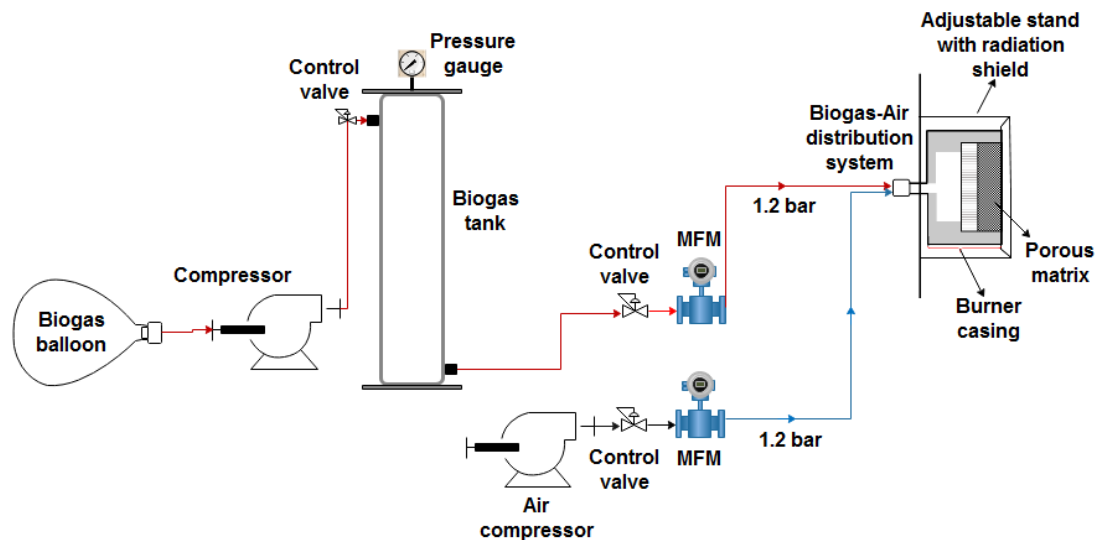 Adjustable stand
with radiation
shield
Pressure
gauge
Control
valve
Biogas-Air
distribution
system
Biogas
tank
1.2 bar
MFM
Control
valve
Porous
matrix
Compressor
Burner
casing
Biogas
balloon
1.2 bar
Control
valve
MFM
Air
compressor